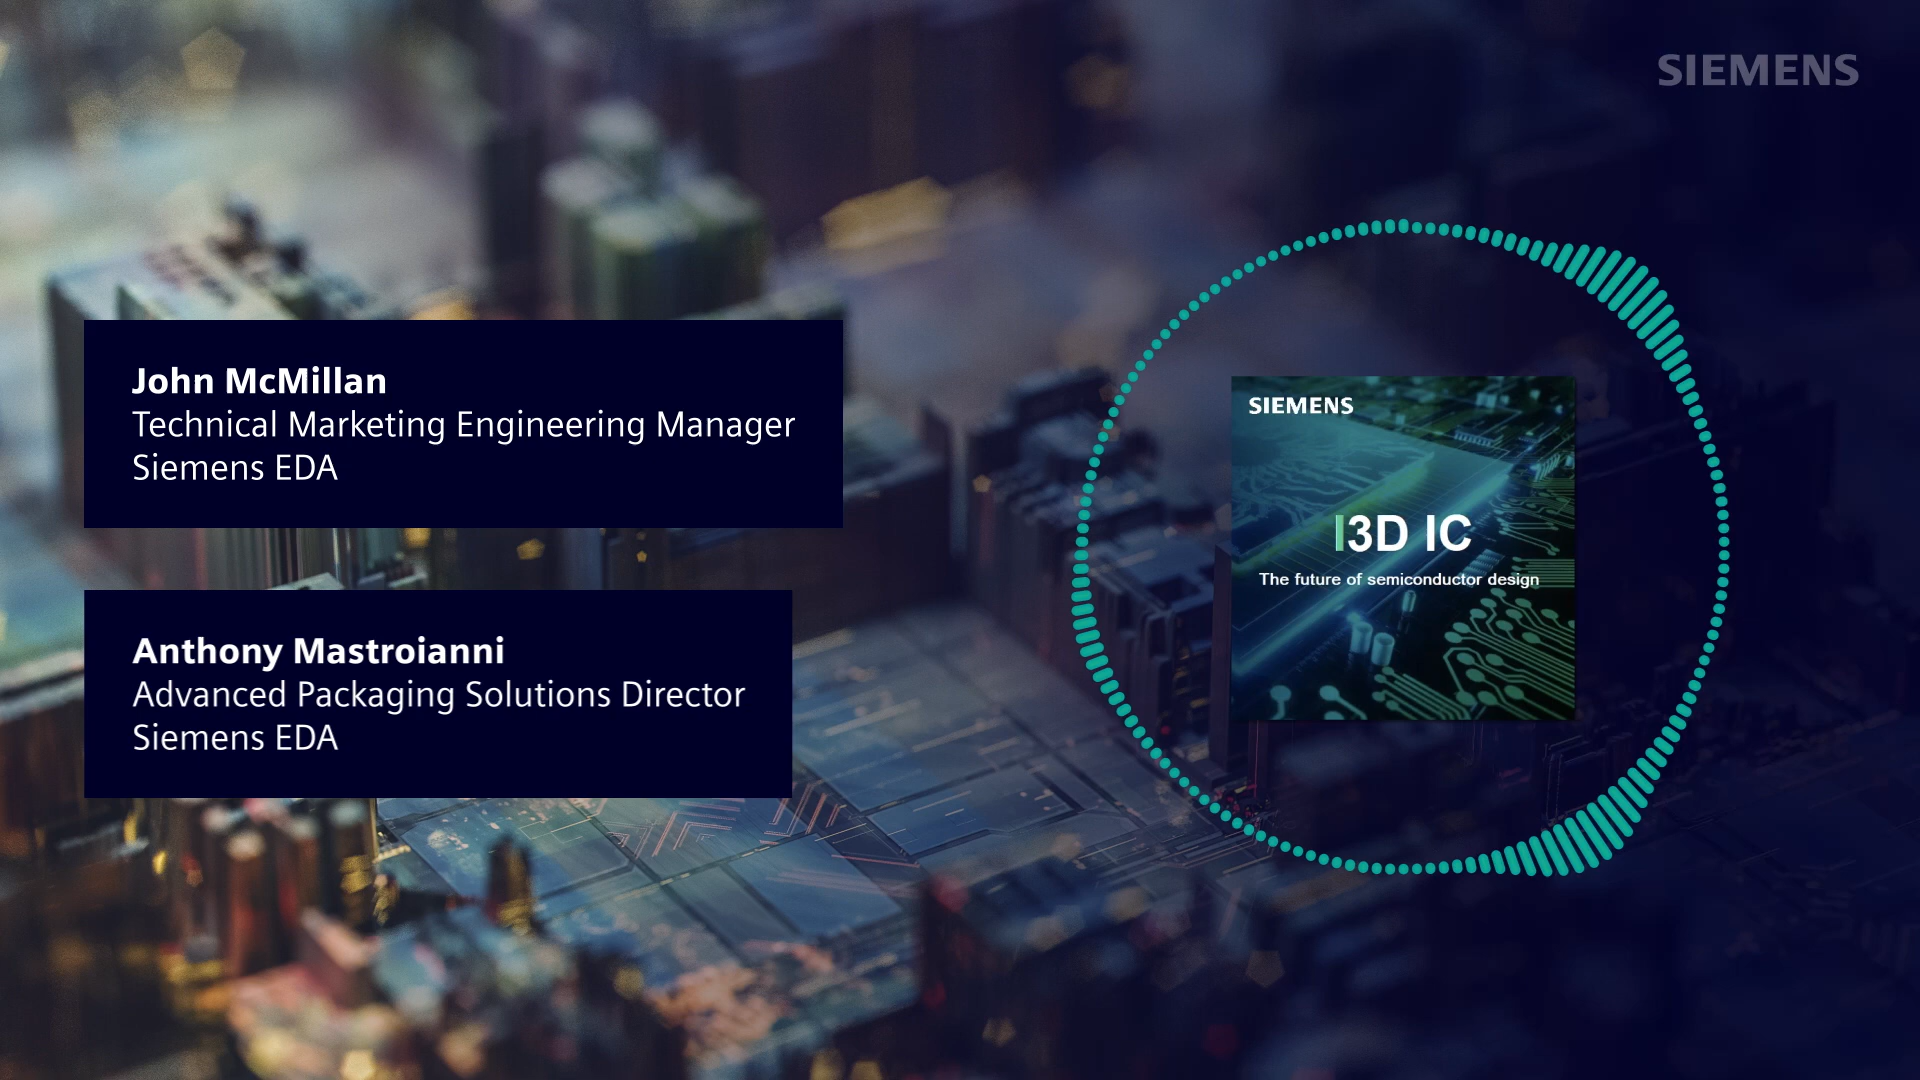 SIEMENS
John McMillan
Technical Marketing Engineering Manager
Siemens EDA
Anthony Mastroianni
Advanced Packaging Solutions Director
Siemens EDA
SIEMENS
3D IC
The future of semiconductor design